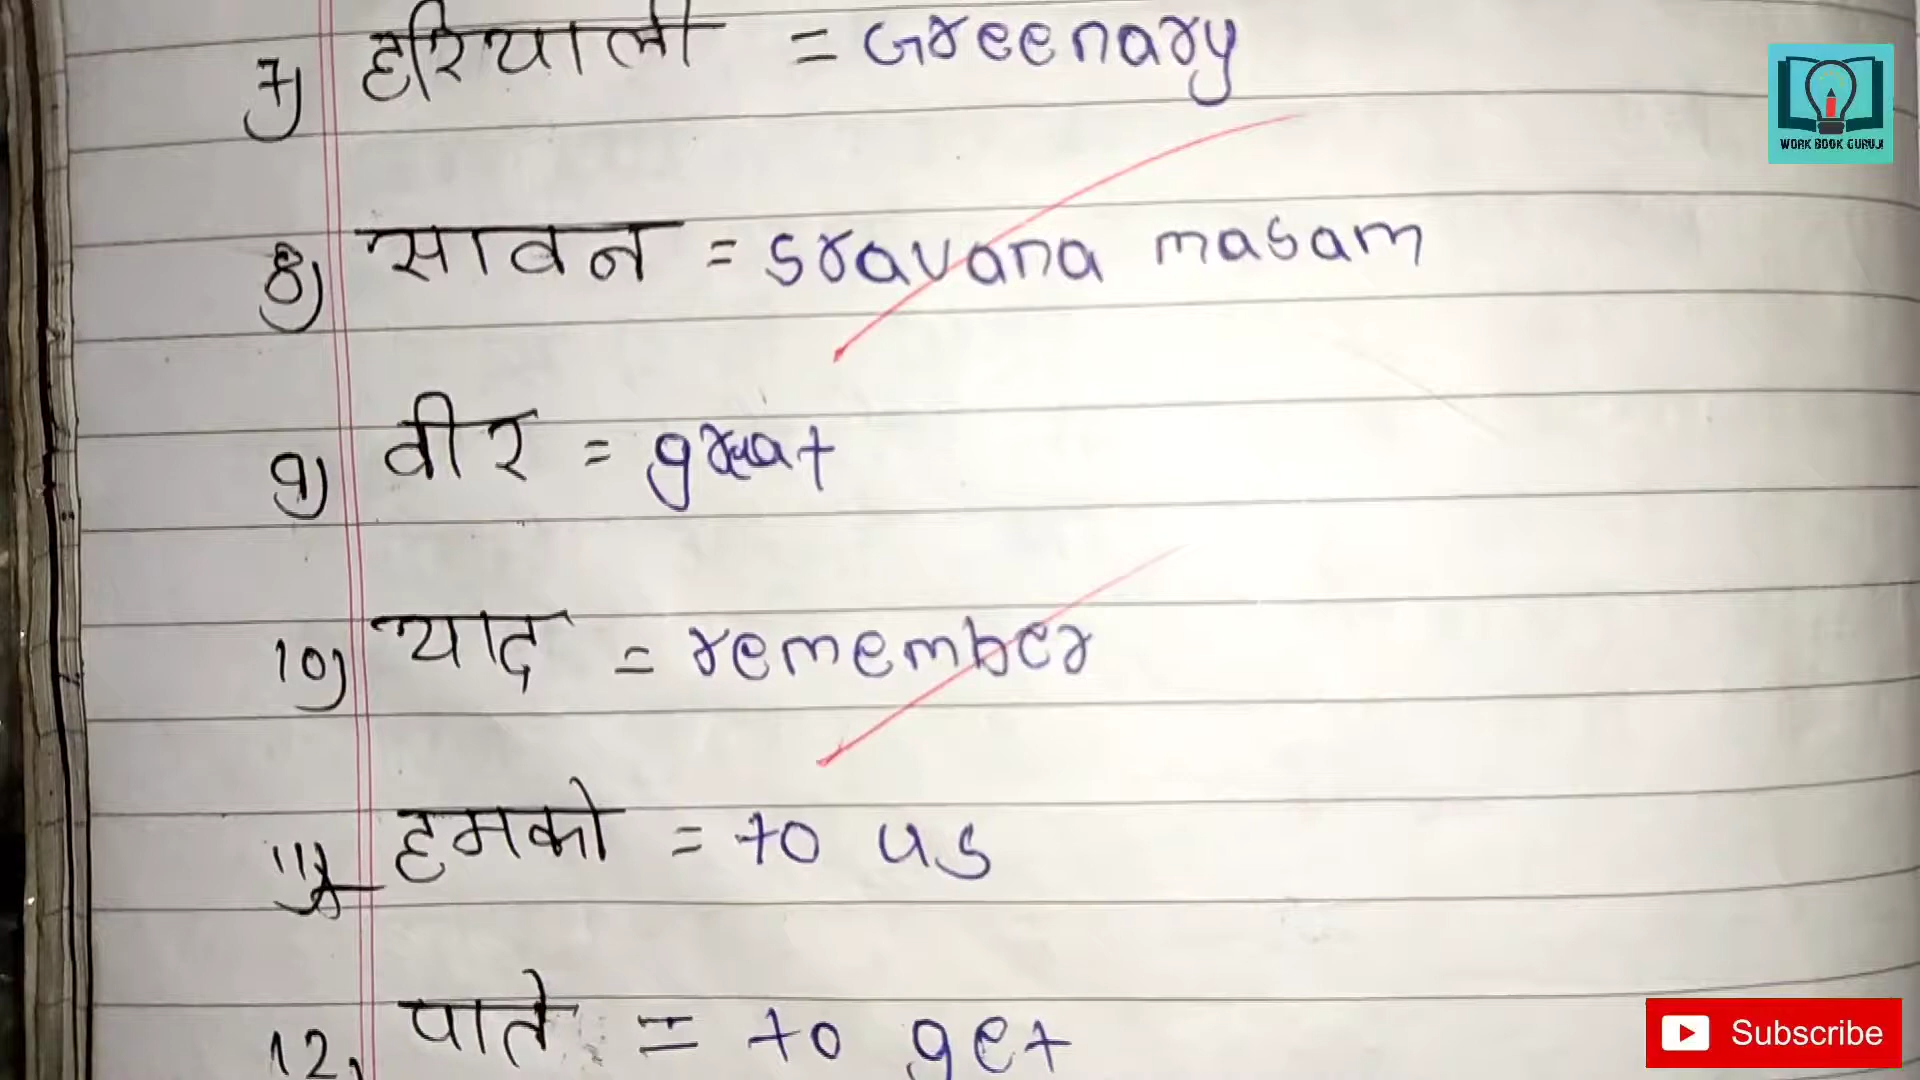 7) हरियाली = Greenary
WORK BOOK GURUJI
8) सावन = sravana masam
9) वीर = great
10) याद = remember
11) हमको = to us
12. पाते = to get
Subscribe